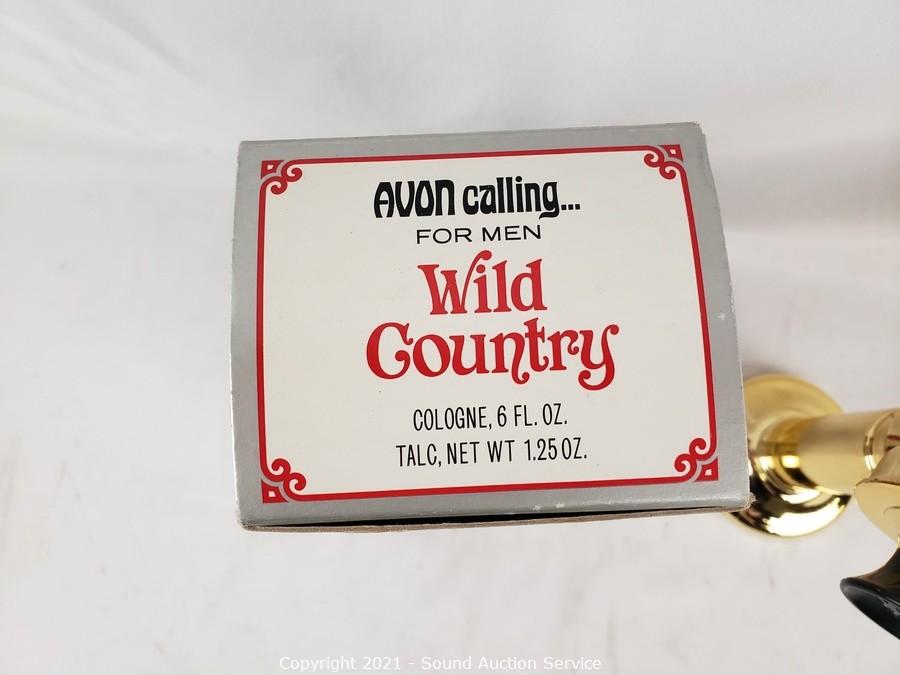 AVON calling...
FOR MEN
Wild
Country
COLOGNE, 6 FL. OZ.
TALC, NET WT 1.25 OZ.
Copyright 2021 - Sound Auction Service